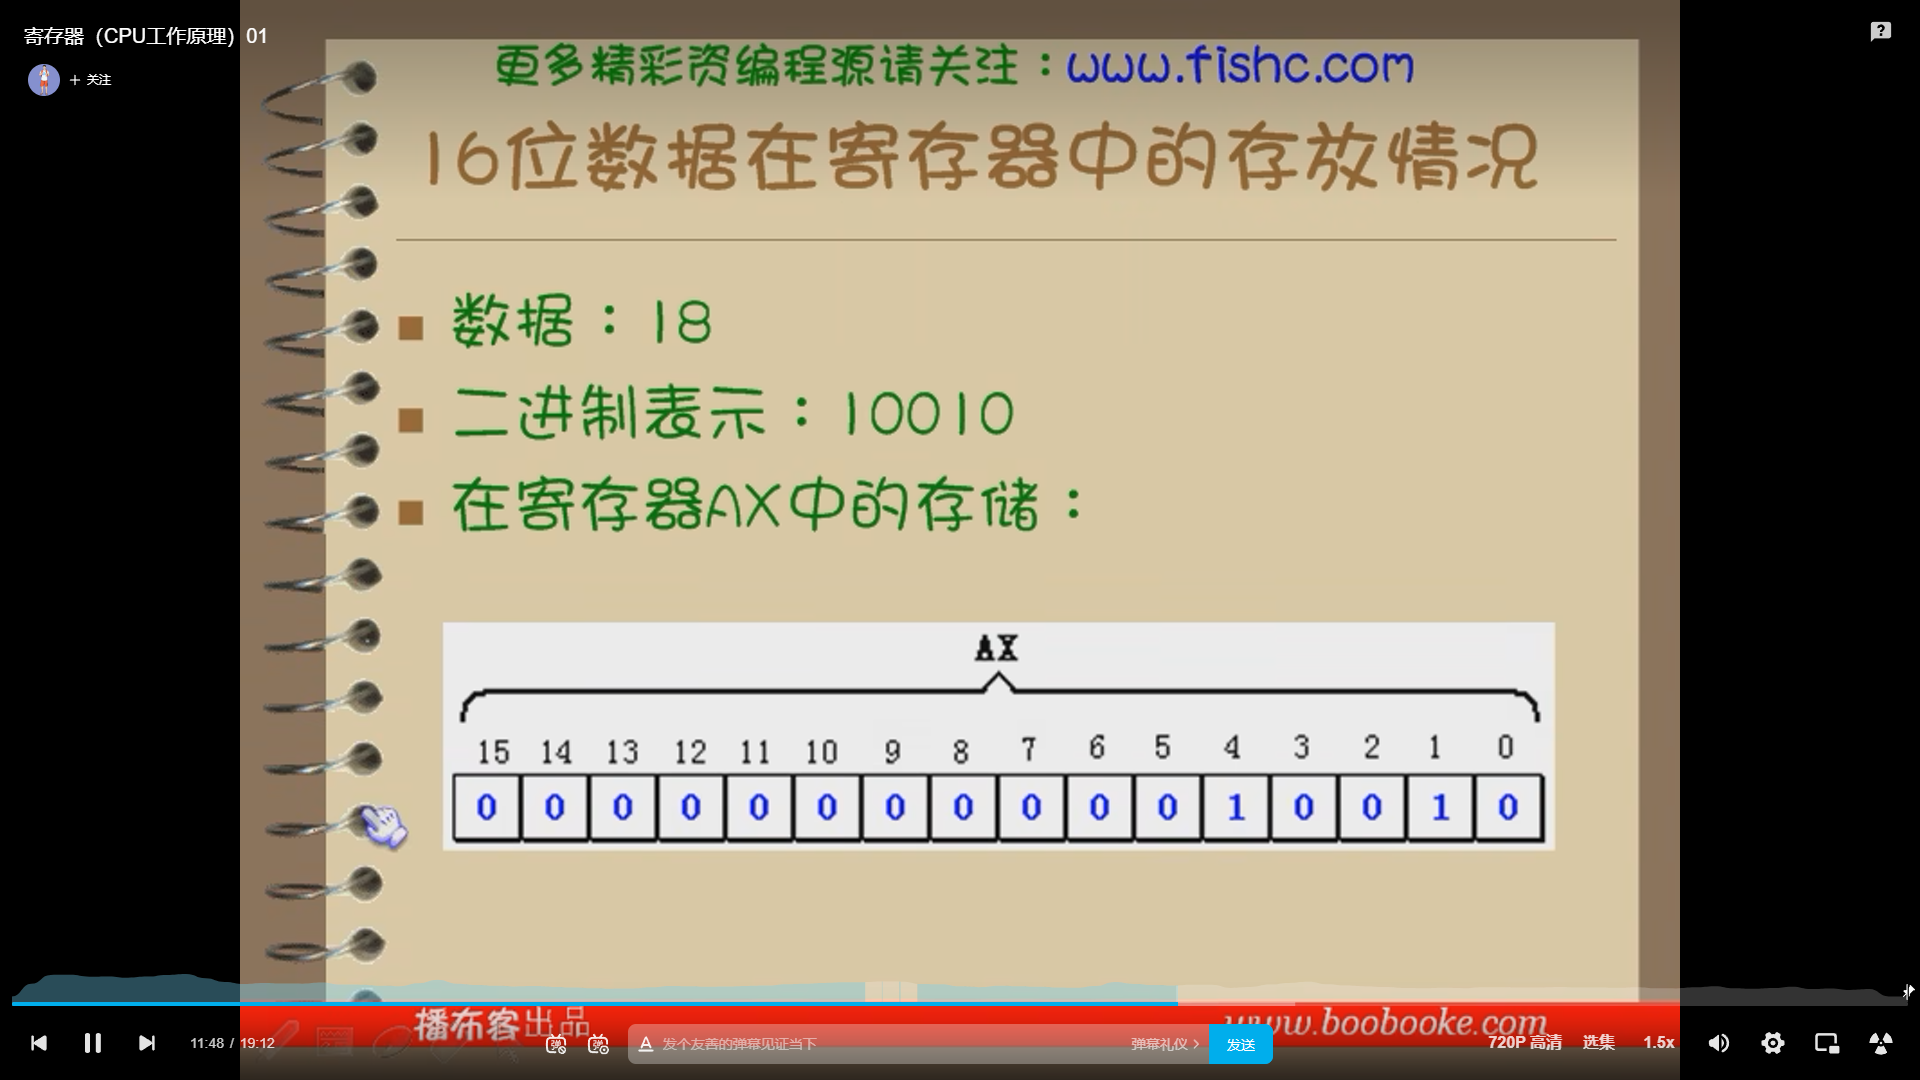 寄存器（CPU工作原理）01
+ 关注
更多精彩资编程源请关注：www.fishc.com
16位数据在寄存器中的存放情况
数据：18
二进制表示：10010
在寄存器AX中的存储：
AX
15 14 13 12 11 10 9 8 7 6 5 4 3 2 1 0
0 0 0 0 0 0 0 0 0 0 0 1 0 0 1 0
播布客出品
www.boobooke.com
11:48 / 19:12
发个友善的弹幕见证当下
弹幕礼仪 >
发送
720P 高清
选集
1.5x